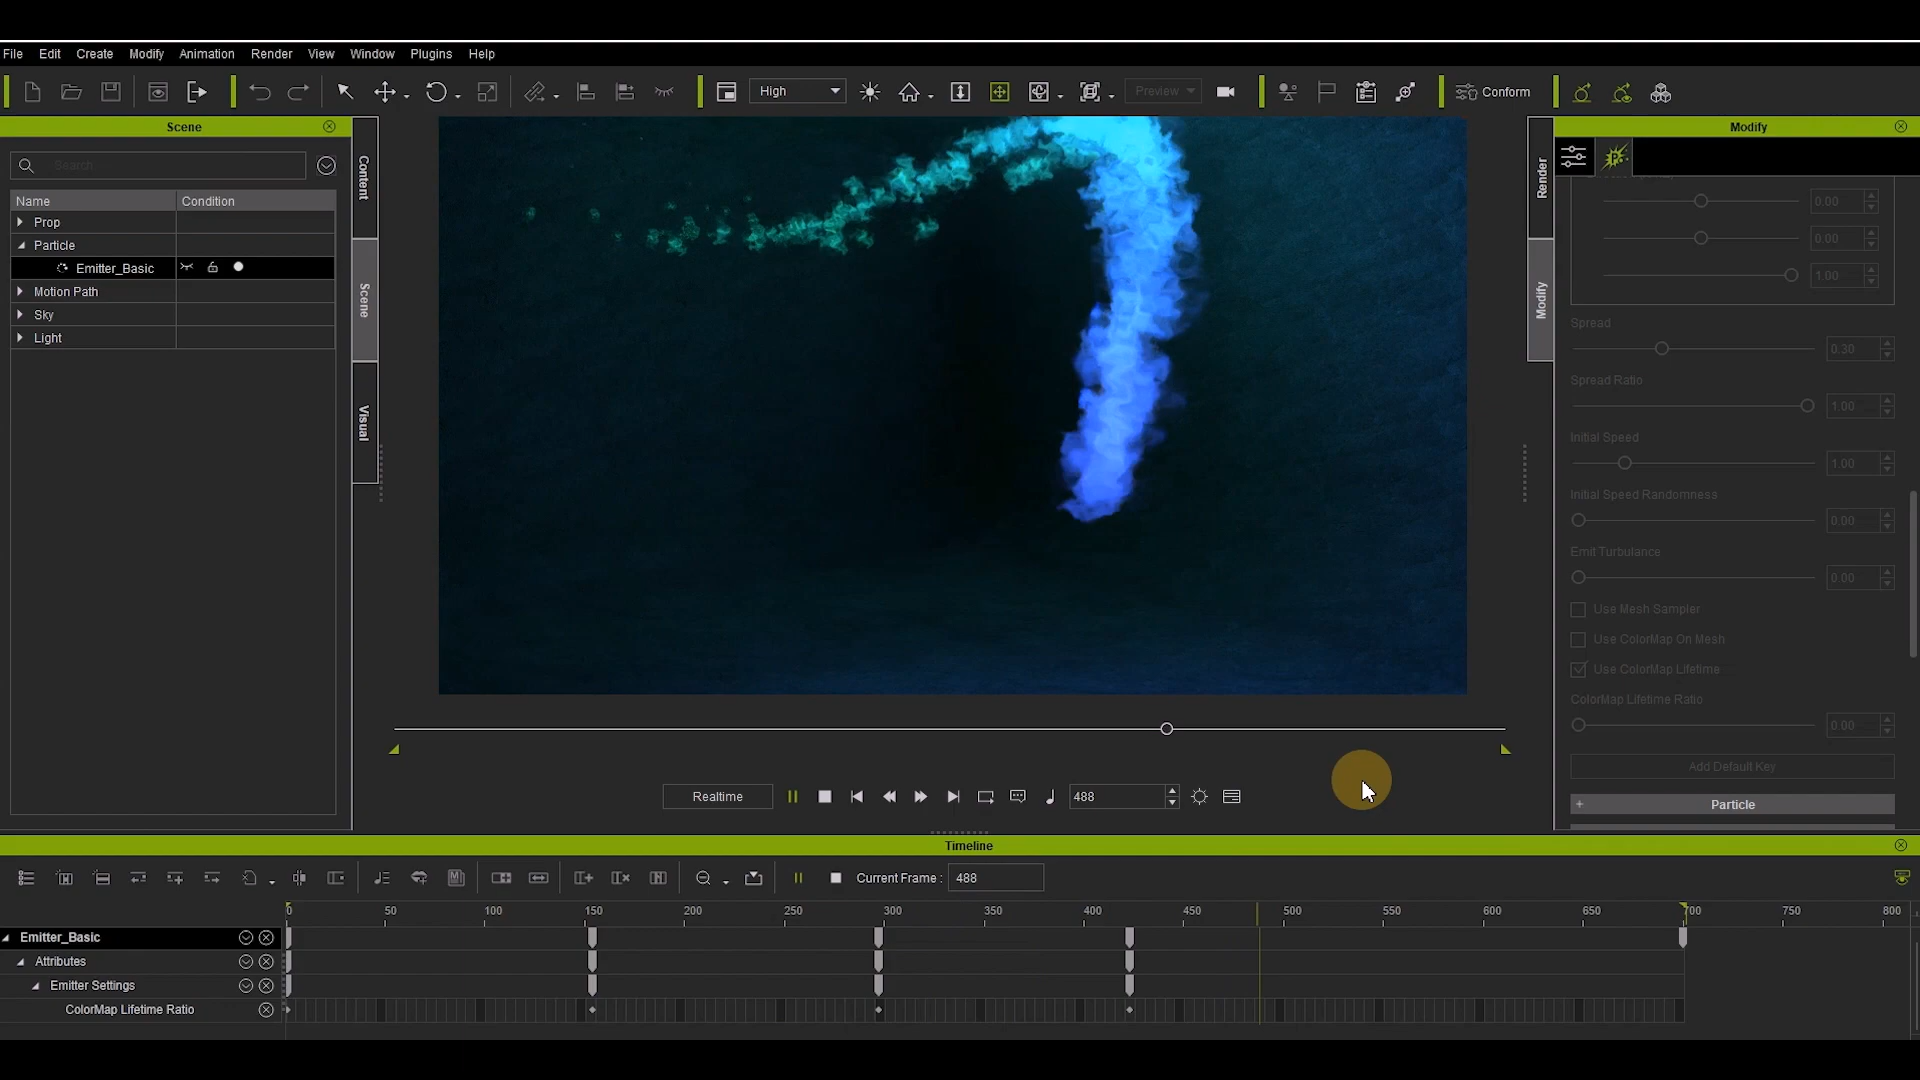 File Edit Create Modify Animation Render View Window Plugins Help
High Preview Conform
Scene
Search
Name Condition
Prop
Particle
Emitter_Basic
Motion Path
Sky
Light
Content
Scene
Visual
Render
Modify
Modify
0.00
0.00
1.00
Spread
0.30
Spread Ratio
1.00
Initial Speed
1.00
Initial Speed Randomness
0.00
Emit Turbulance
0.00
Use Mesh Sampler
Use ColorMap On Mesh
Use ColorMap Lifetime
ColorMap Lifetime Ratio
0.00
Add Default Key
+ Particle
Realtime 488
Timeline
Current Frame : 488
0 50 100 150 200 250 300 350 400 450 500 550 600 650 700 750 800
Emitter_Basic
Attributes
Emitter Settings
ColorMap Lifetime Ratio